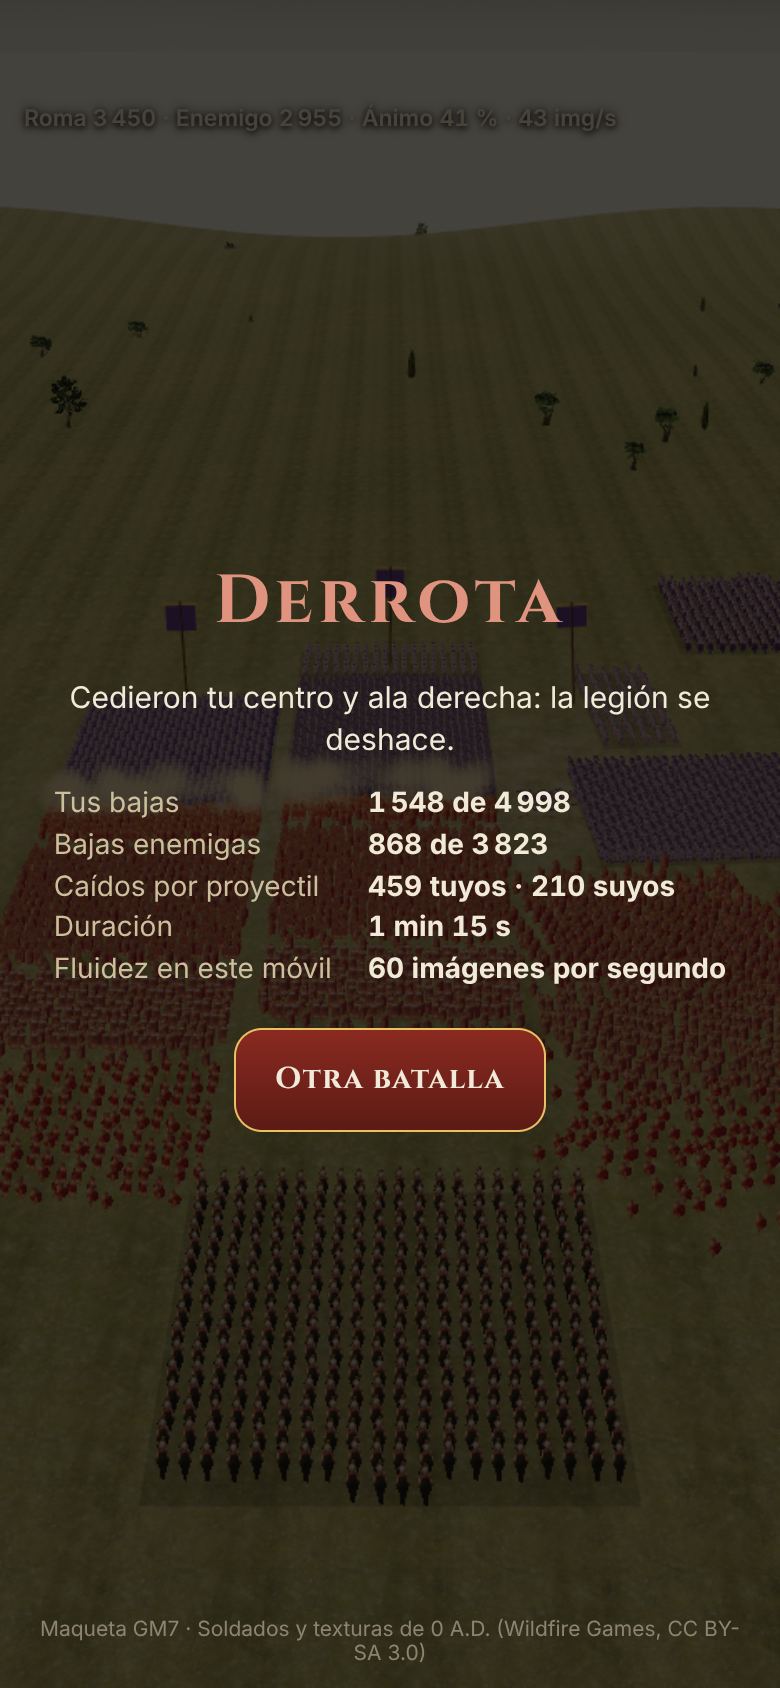 Roma 3 450 · Enemigo 2 955 · Ánimo 41 % · 43 img/s
DERROTA
Cedieron tu centro y ala derecha: la legión se
deshace.
Tus bajas 1 548 de 4 998
Bajas enemigas 868 de 3 823
Caídos por proyectil 459 tuyos · 210 suyos
Duración 1 min 15 s
Fluidez en este móvil 60 imágenes por segundo
OTRA BATALLA
Maqueta GM7 · Soldados y texturas de 0 A.D. (Wildfire Games, CC BY-
SA 3.0)